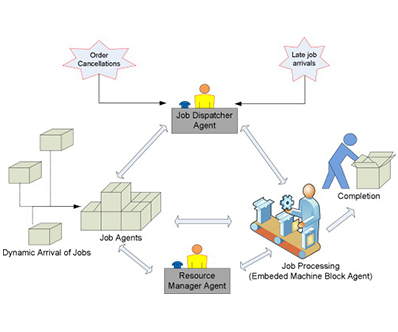 Order
Cancellations
Late job
arrivals
Job Dispatcher
Agent
Completion
Job Agents
Dynamic Arrival of Jobs
Job Processing
(Embeded Machine Block Agent)
Resource
Manager Agent